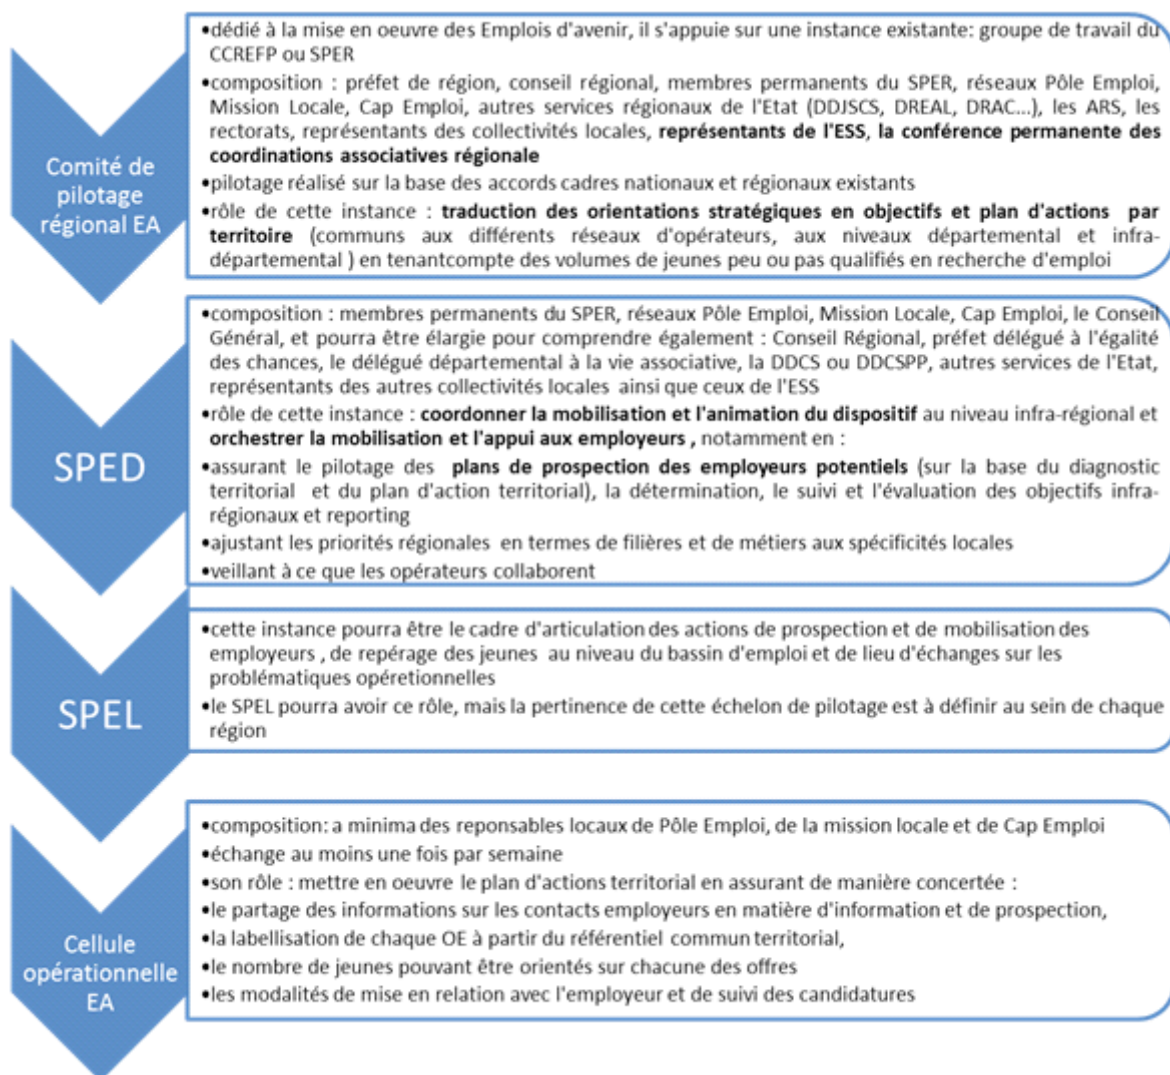 Comité de
pilotage
régional EA
•dédié à la mise en oeuvre des Emplois d'avenir, il s'appuie sur une instance existante: groupe de travail du
CCREFP ou SPER
•composition : préfet de région, conseil régional, membres permanents du SPER, réseaux Pôle Emploi,
Mission Locale, Cap Emploi, autres services régionaux de l'Etat (DDJSCS, DREAL, DRAC...), les ARS, les
rectorats, représentants des collectivités locales, représentants de l'ESS, la conférence permanente des
coordinations associatives régionale
•pilotage réalisé sur la base des accords cadres nationaux et régionaux existants
•rôle de cette instance : traduction des orientations stratégiques en objectifs et plan d'actions par
territoire (communs aux différents réseaux d'opérateurs, aux niveaux départemental et infra-
départemental ) en tenantcompte des volumes de jeunes peu ou pas qualifiés en recherche d'emploi
SPED
•composition : membres permanents du SPER, réseaux Pôle Emploi, Mission Locale, Cap Emploi, le Conseil
Général, et pourra être élargie pour comprendre également : Conseil Régional, préfet délégué à l'égalité
des chances, le délégué départemental à la vie associative, la DDCS ou DDCSPP, autres services de l'Etat,
représentants des autres collectivités locales ainsi que ceux de l'ESS
•rôle de cette instance : coordonner la mobilisation et l'animation du dispositif au niveau infra-régional et
orchestrer la mobilisation et l'appui aux employeurs , notamment en :
•assurant le pilotage des plans de prospection des employeurs potentiels (sur la base du diagnostic
territorial et du plan d'action territorial), la détermination, le suivi et l'évaluation des objectifs infra-
régionaux et reporting
•ajustant les priorités régionales en termes de filières et de métiers aux spécificités locales
•veillant à ce que les opérateurs collaborent
SPEL
•cette instance pourra être le cadre d'articulation des actions de prospection et de mobilisation des
employeurs , de repérage des jeunes au niveau du bassin d'emploi et de lieu d'échanges sur les
problématiques opéretionnelles
•le SPEL pourra avoir ce rôle, mais la pertinence de cette échelon de pilotage est à définir au sein de chaque
région
Cellule
opérationnelle
EA
•composition: a minima des reponsables locaux de Pôle Emploi, de la mission locale et de Cap Emploi
•échange au moins une fois par semaine
•son rôle : mettre en oeuvre le plan d'actions territorial en assurant de manière concertée :
•le partage des informations sur les contacts employeurs en matière d'information et de prospection,
•la labellisation de chaque OE à partir du référentiel commun territorial,
•le nombre de jeunes pouvant être orientés sur chacune des offres
•les modalités de mise en relation avec l'employeur et de suivi des candidatures